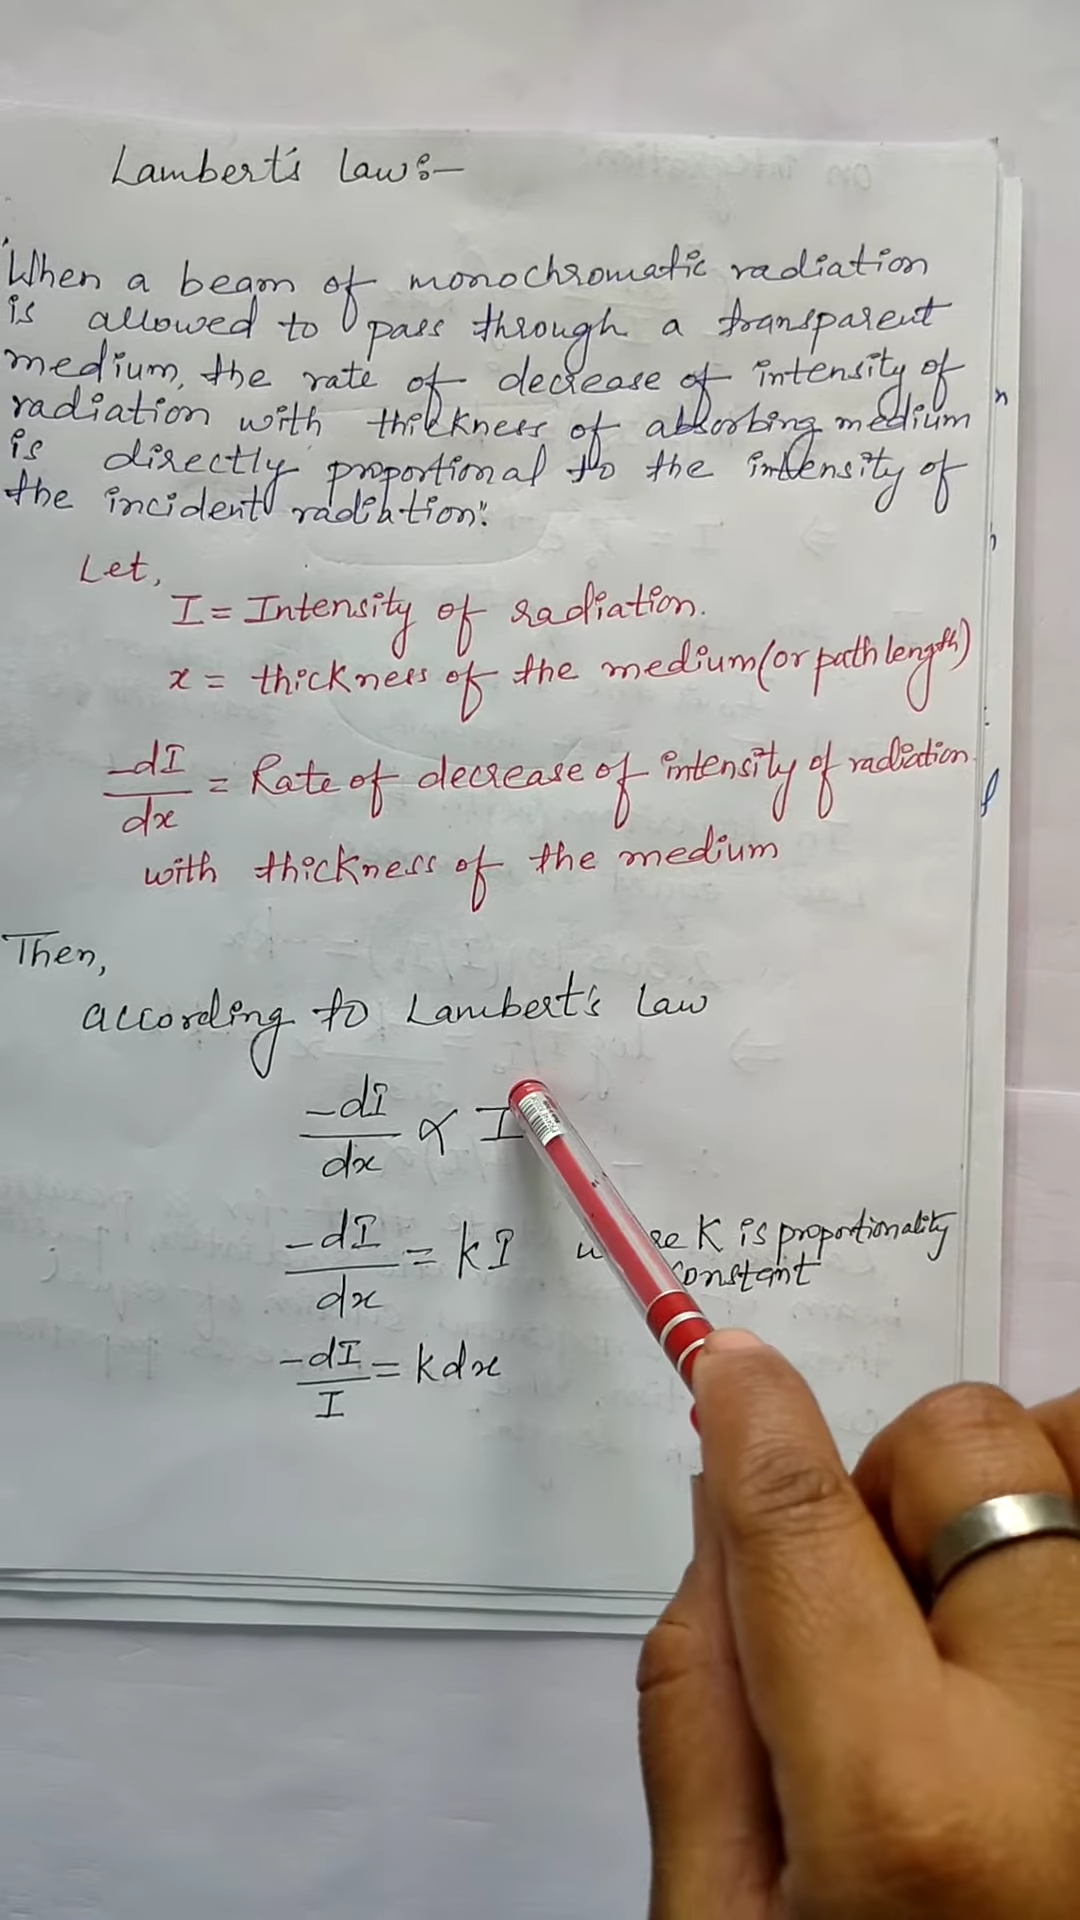 Lambert's law:-
"When a beam of monochromatic radiation
is allowed to pass through a transparent
medium, the rate of decrease of intensity of
radiation with thickness of absorbing medium
is directly proportional to the intensity of
the incident radiation".
Let,
I = Intensity of radiation.
x = thickness of the medium (or path length)
-dI/dx = Rate of decrease of intensity of radiation
with thickness of the medium
Then,
according to Lambert's law
-dI/dx ∝ I
-dI/dx = kI K is proportionality
constant
-dI/I = kdx